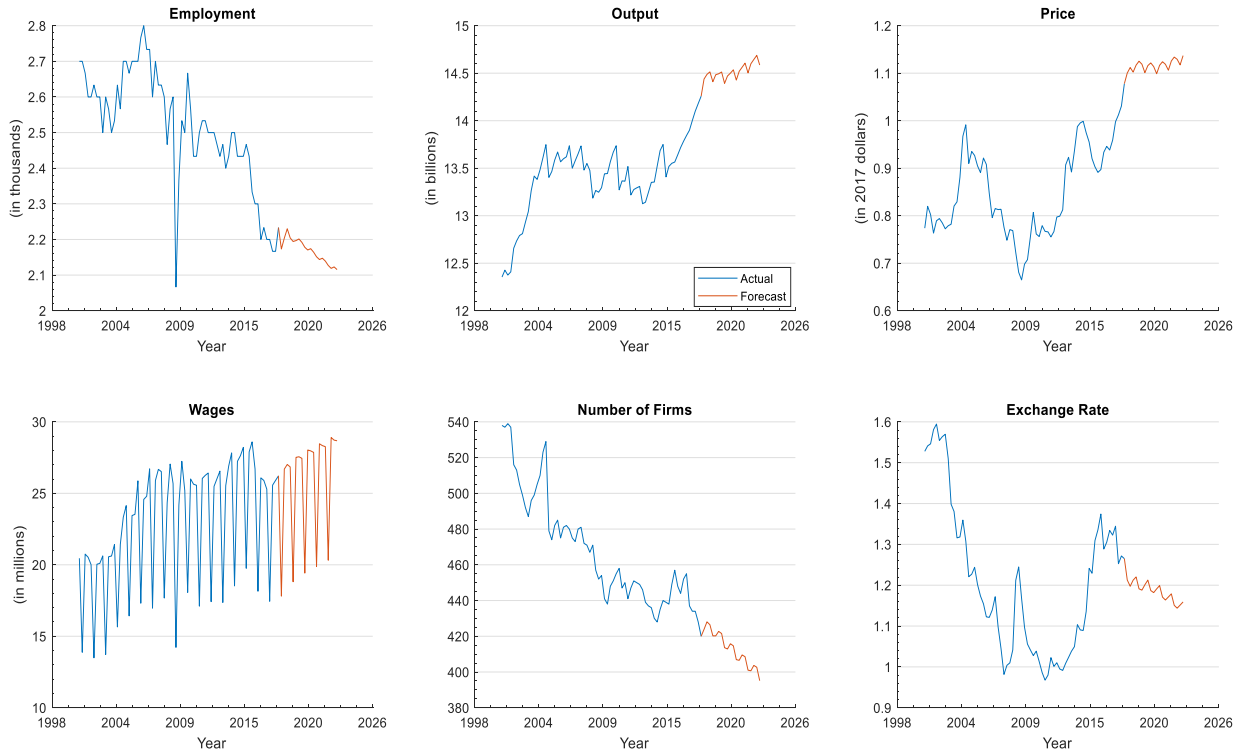 Employment
2.8
2.7
2.6
2.5
2.4
2.3
2.2
2.1
2
(in thousands)
1998 2004 2009 2015 2020 2026
Year
Output
15
14.5
14
13.5
13
12.5
12
(in billions)
Actual
Forecast
1998 2004 2009 2015 2020 2026
Year
Price
1.2
1.1
1
0.9
0.8
0.7
0.6
(in 2017 dollars)
1998 2004 2009 2015 2020 2026
Year
Wages
30
25
20
15
10
(in millions)
1998 2004 2009 2015 2020 2026
Year
Number of Firms
540
520
500
480
460
440
420
400
380
1998 2004 2009 2015 2020 2026
Year
Exchange Rate
1.6
1.5
1.4
1.3
1.2
1.1
1
0.9
1998 2004 2009 2015 2020 2026
Year